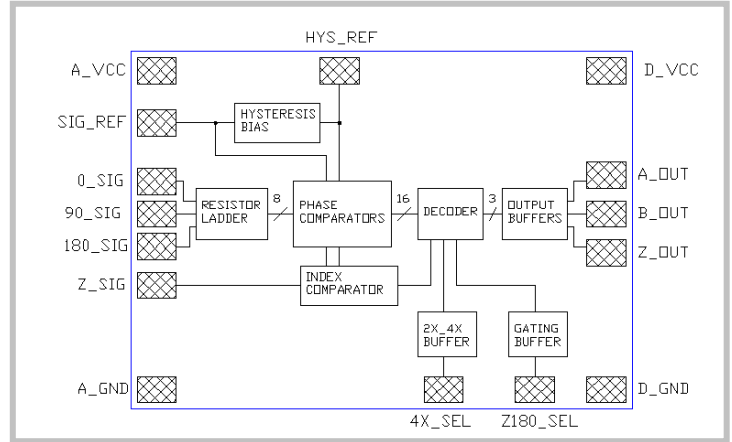 HYS_REF
A_VCC
D_VCC
SIG_REF
HYSTERESIS
BIAS
0_SIG
90_SIG
180_SIG
Z_SIG
RESISTOR
LADDER
8
PHASE
COMPARATORS
16
DECODER
3
OUTPUT
BUFFERS
A_OUT
B_OUT
Z_OUT
INDEX
COMPARATOR
2X_4X
BUFFER
GATING
BUFFER
A_GND
D_GND
4X_SEL
Z180_SEL